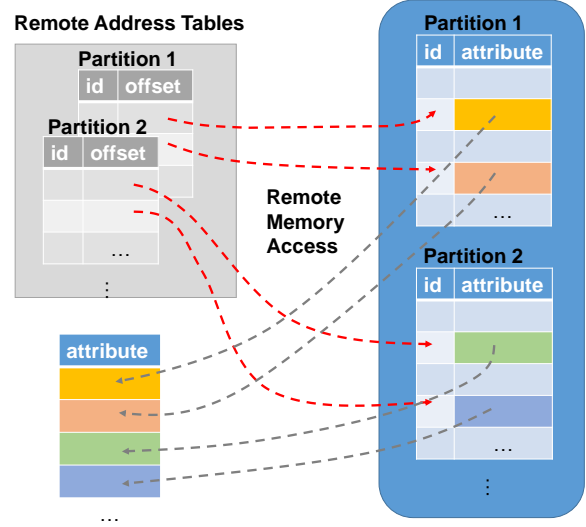 Remote Address Tables
Partition 1
id offset
Partition 2
id offset
...
⋮
Remote
Memory
Access
Partition 1
id attribute
...
Partition 2
id attribute
...
⋮
attribute
...